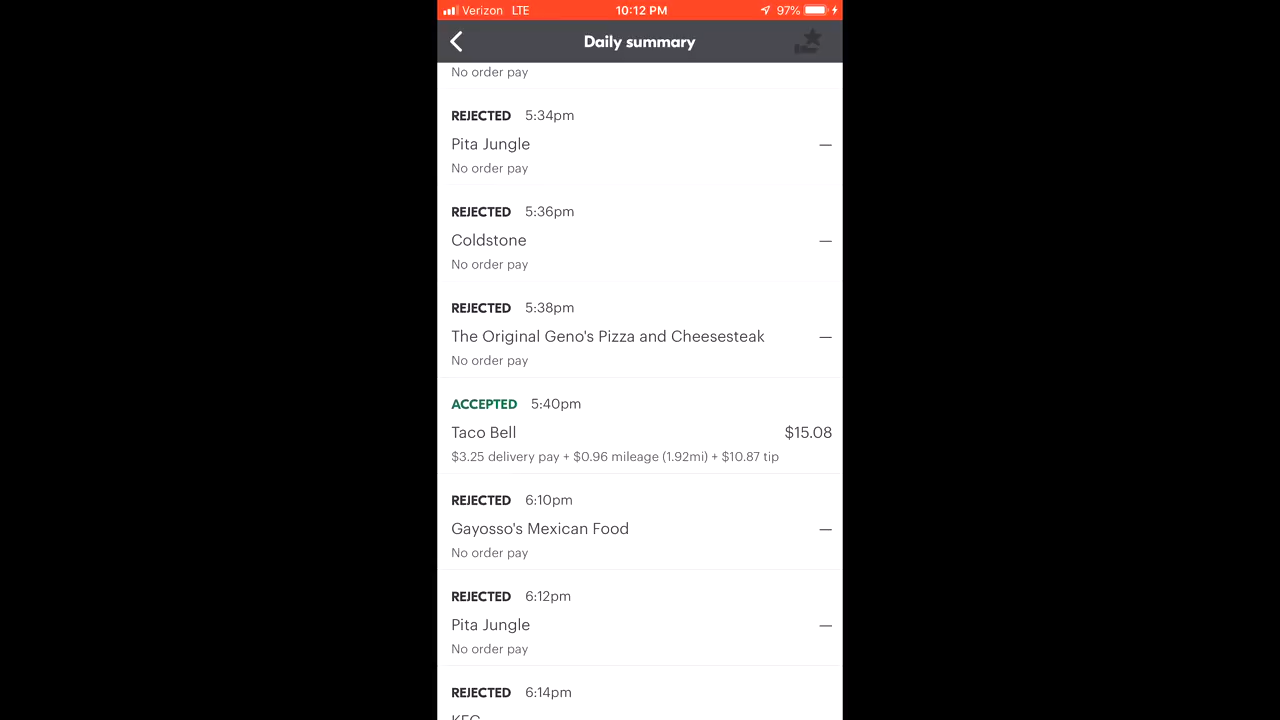 Verizon LTE 10:12 PM 97%
Daily summary
No order pay
REJECTED 5:34pm
Pita Jungle —
No order pay
REJECTED 5:36pm
Coldstone —
No order pay
REJECTED 5:38pm
The Original Geno's Pizza and Cheesesteak —
No order pay
ACCEPTED 5:40pm
Taco Bell $15.08
$3.25 delivery pay + $0.96 mileage (1.92mi) + $10.87 tip
REJECTED 6:10pm
Gayosso's Mexican Food —
No order pay
REJECTED 6:12pm
Pita Jungle —
No order pay
REJECTED 6:14pm
KFC